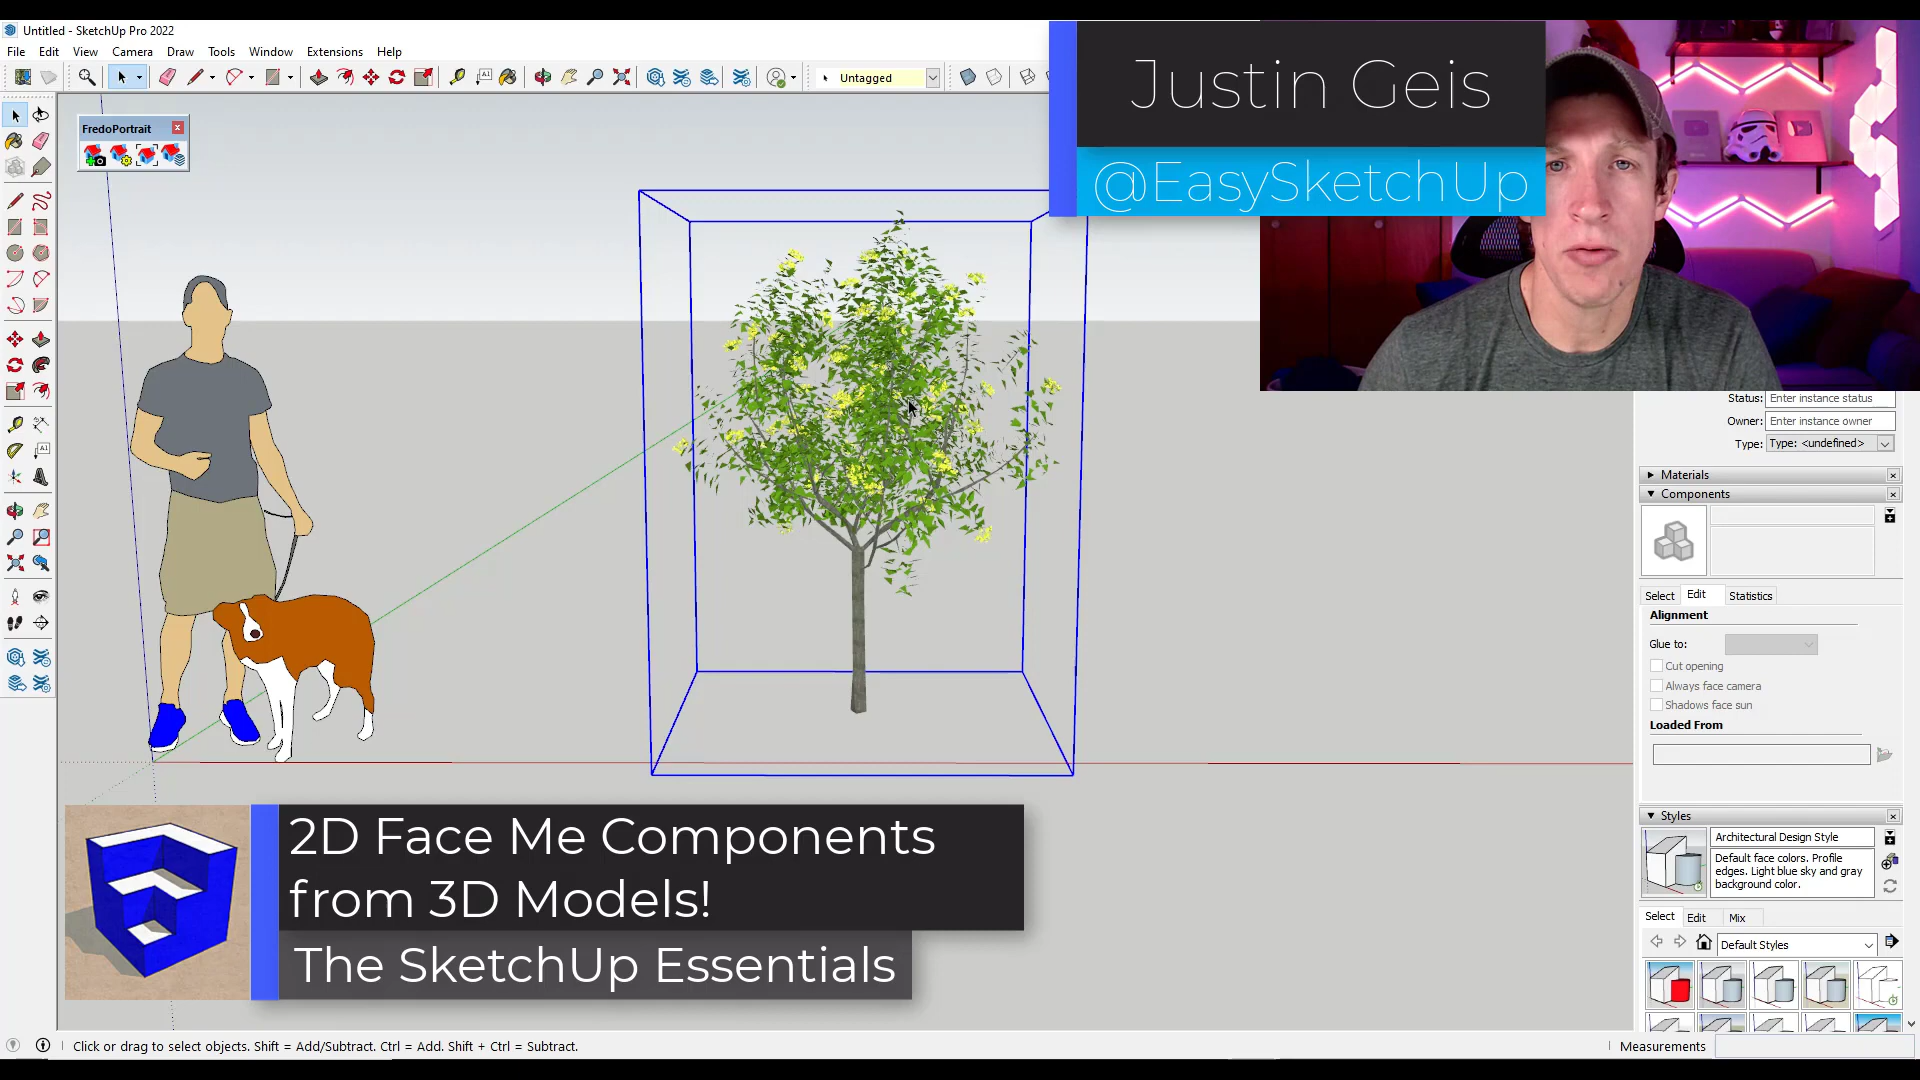 Untitled - SketchUp Pro 2022
File Edit View Camera Draw Tools Window Extensions Help
Untagged
Justin Geis
@EasySketchUp
FredoPortrait
Status: Enter instance status
Owner: Enter instance owner
Type: Type: <undefined>
Materials
Components
Select Edit Statistics
Alignment
Glue to:
Cut opening
Always face camera
Shadows face sun
Loaded From
Styles
Architectural Design Style
Default face colors. Profile
edges. Light blue sky and gray
background color.
Select Edit Mix
Default Styles
2D Face Me Components
from 3D Models!
The SketchUp Essentials
Click or drag to select objects. Shift = Add/Subtract. Ctrl = Add. Shift + Ctrl = Subtract.
Measurements